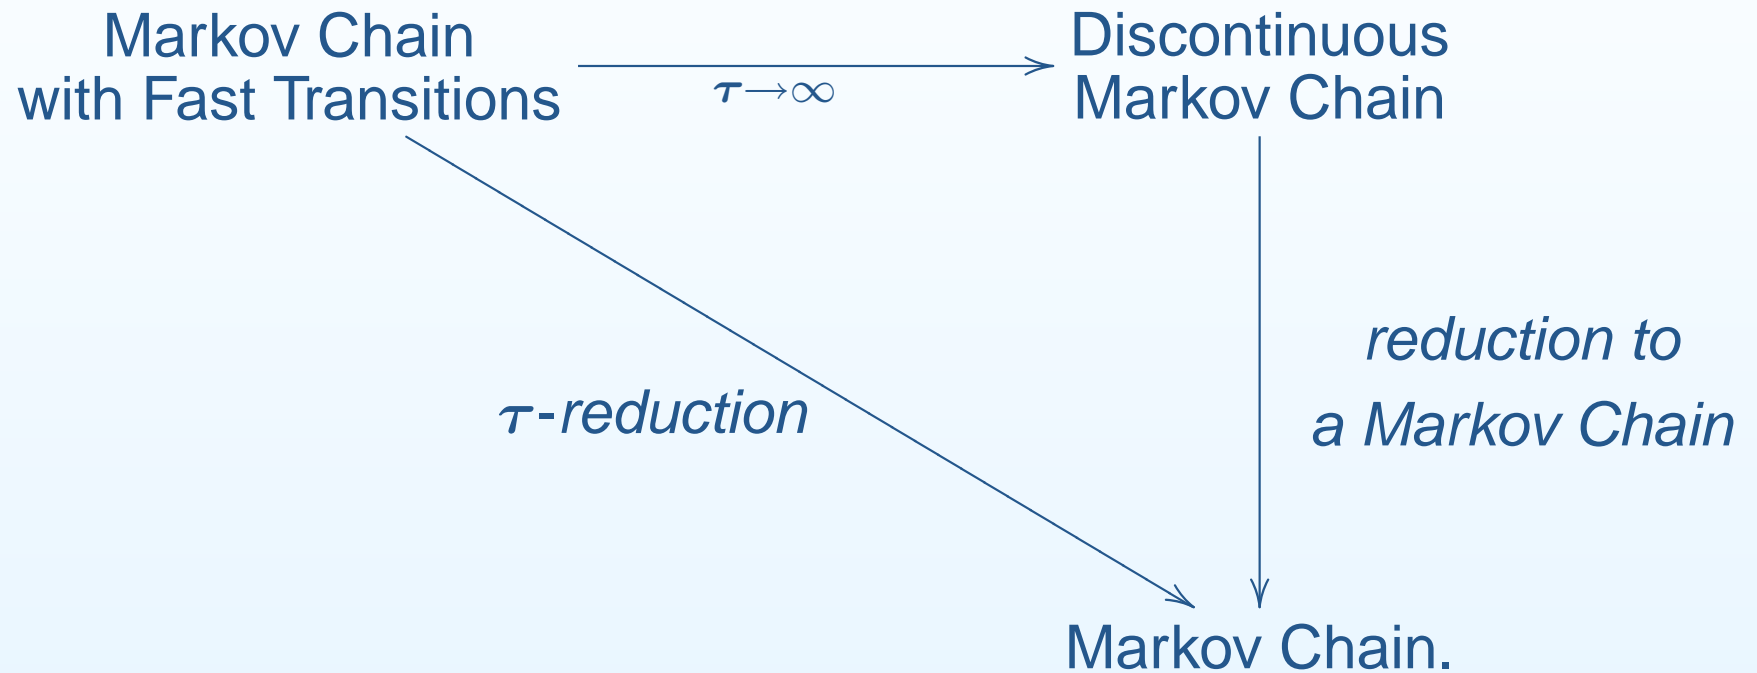 Markov Chain
with Fast Transitions
τ→∞
Discontinuous
Markov Chain
τ-reduction
reduction to
a Markov Chain
Markov Chain.